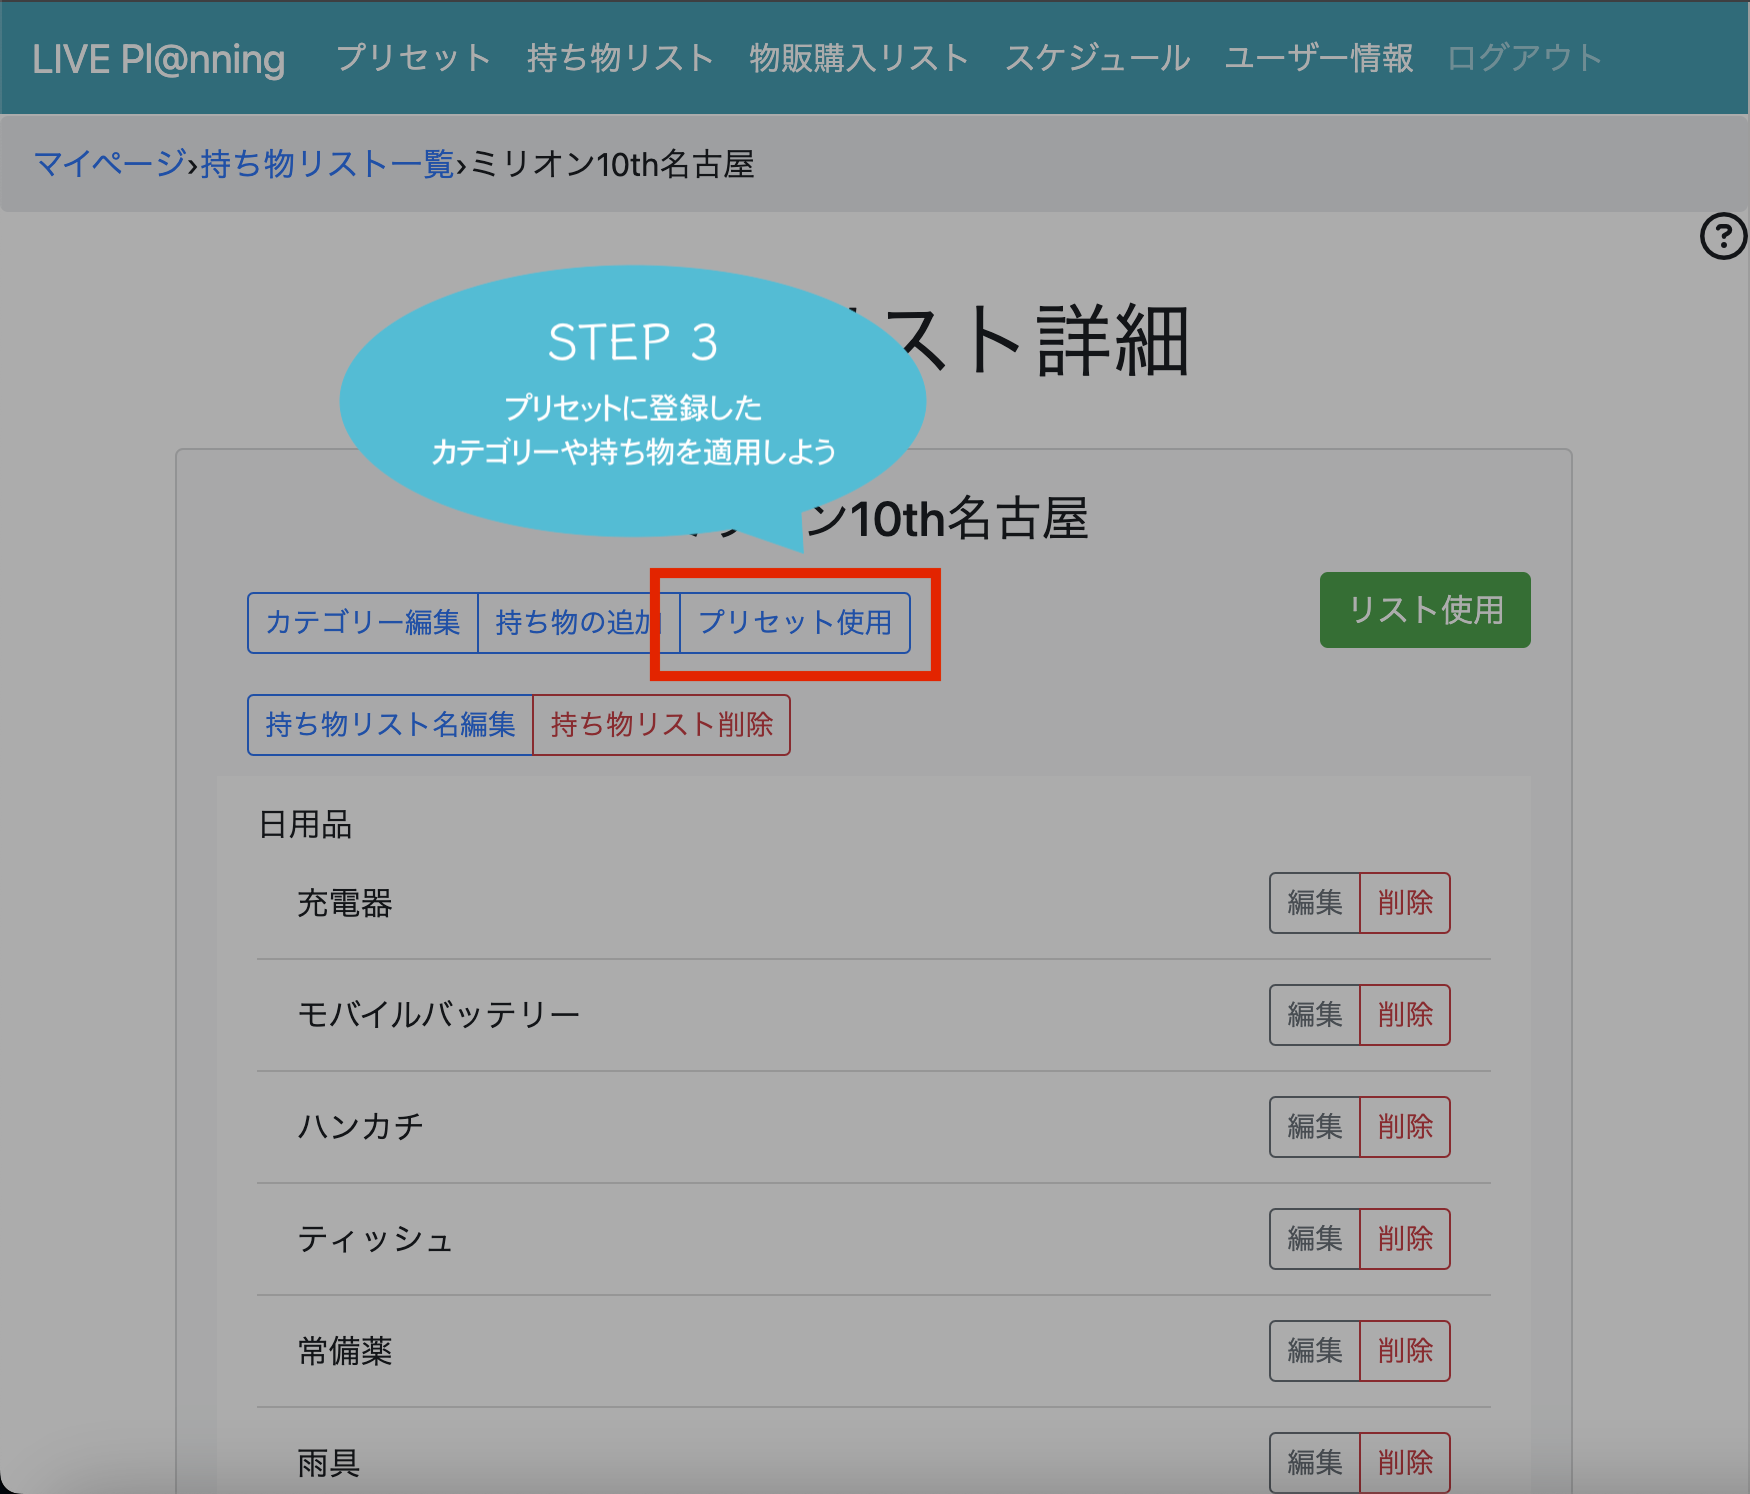 LIVE Pl@nning プリセット 持ち物リスト 物販購入リスト スケジュール ユーザー情報 ログアウト
マイページ›持ち物リスト一覧›ミリオン10th名古屋
?
スト詳細
STEP 3
プリセットに登録した
カテゴリーや持ち物を適用しよう
ン10th名古屋
カテゴリー編集 持ち物の追加 プリセット使用 リスト使用
持ち物リスト名編集 持ち物リスト削除
日用品
充電器 編集 削除
モバイルバッテリー 編集 削除
ハンカチ 編集 削除
ティッシュ 編集 削除
常備薬 編集 削除
雨具 編集 削除